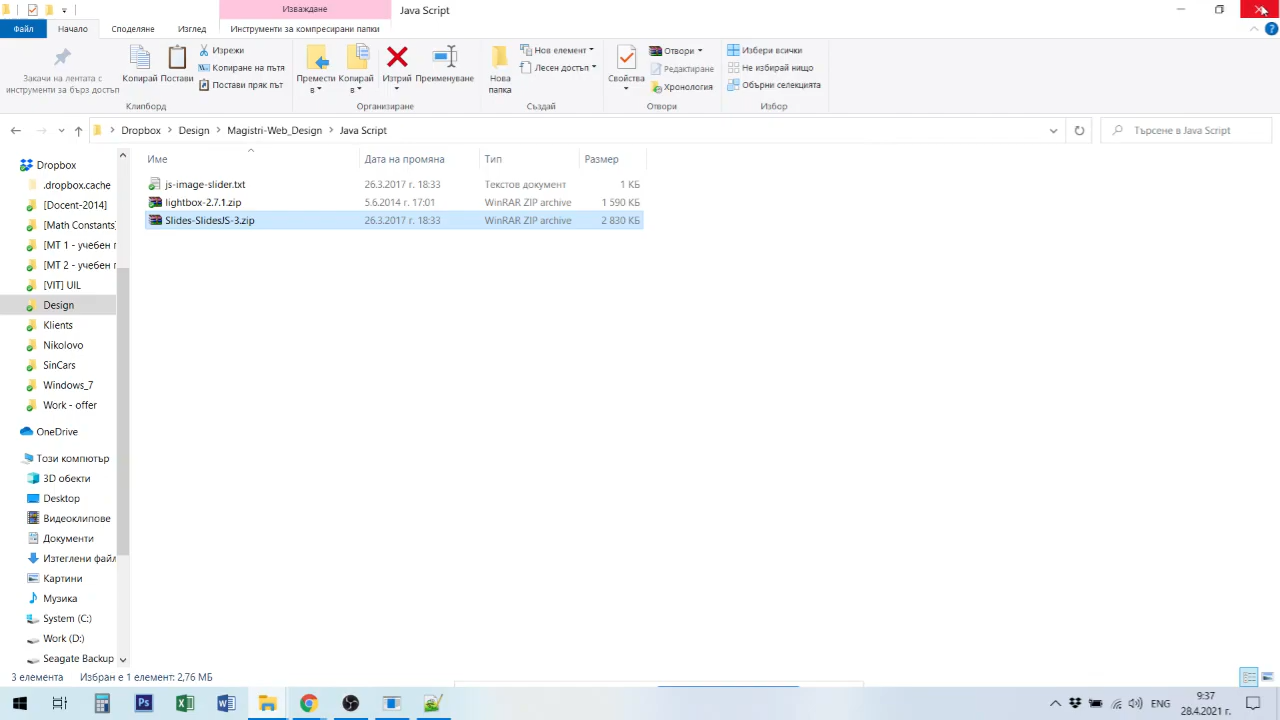 Изваждане
Java Script
Файл
Начало
Споделяне
Изглед
Инструменти за компресирани папки
Закачи на лентата с
инструменти за бърз достъп
Копирай
Постави
Изрежи
Копиране на пътя
Постави пряк път
Клипборд
Премести
в
Копирай
в
Изтрий
Преименуване
Организиране
Нова
папка
Нов елемент
Лесен достъп
Създай
Свойства
Отвори
Редактиране
Хронология
Отвори
Избери всички
Не избирай нищо
Объpни селекцията
Избор
Dropbox
Design
Magistri-Web_Design
Java Script
Търсене в Java Script
Име
Дата на промяна
Тип
Размер
js-image-slider.txt 26.3.2017 г. 18:33 Текстов документ 1 КБ
lightbox-2.7.1.zip 5.6.2014 г. 17:01 WinRAR ZIP archive 1 590 КБ
Slides-SlidesJS-3.zip 26.3.2017 г. 18:33 WinRAR ZIP archive 2 830 КБ
Dropbox
.dropbox.cache
[Docent-2014]
[Math Constants]
[МТ 1 - учебен п
[МТ 2 - учебен п
[VIT] UIL
Design
Klients
Nikolovo
SinCars
Windows_7
Work - offer
OneDrive
Този компютър
3D обекти
Desktop
Видеоклипове
Документи
Изтеглени файл
Картини
Музика
System (C:)
Work (D:)
Seagate Backup
3 елемента
Избран е 1 елемент: 2,76 МБ
ENG
9:37
28.4.2021 г.